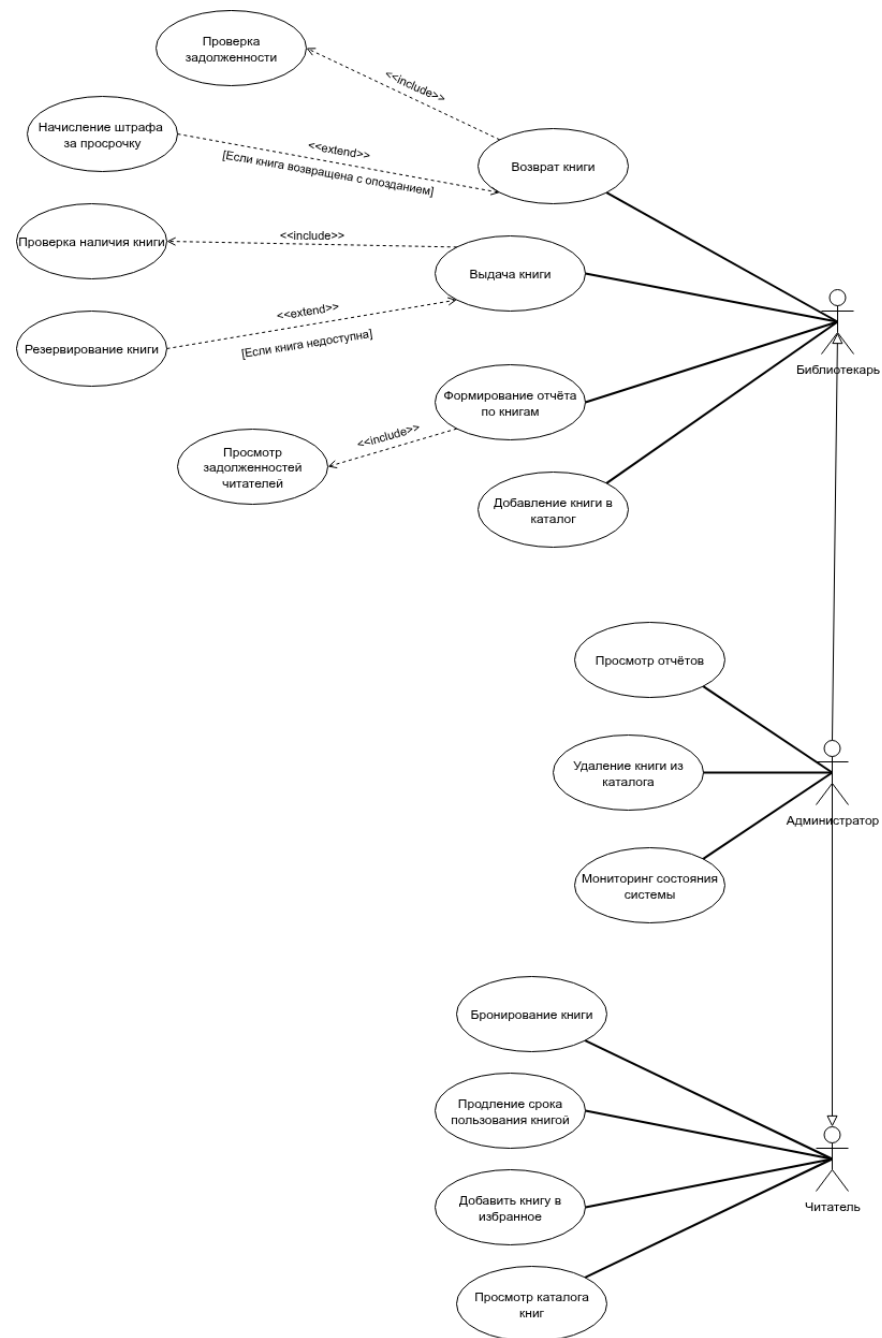 Проверка
задолженности
<<include>>
Начисление штрафа
за просрочку
<<extend>>
[Если книга возвращена с опозданием]
Возврат книги
Проверка наличия книги
<<include>>
Выдача книги
<<extend>>
[Если книга недоступна]
Резервирование книги
Библиотекарь
Формирование отчёта
по книгам
<<include>>
Просмотр
задолженностей
читателей
Добавление книги в
каталог
Просмотр отчётов
Удаление книги из
каталога
Администратор
Мониторинг состояния
системы
Бронирование книги
Продление срока
пользования книгой
Добавить книгу в
избранное
Читатель
Просмотр каталога
книг